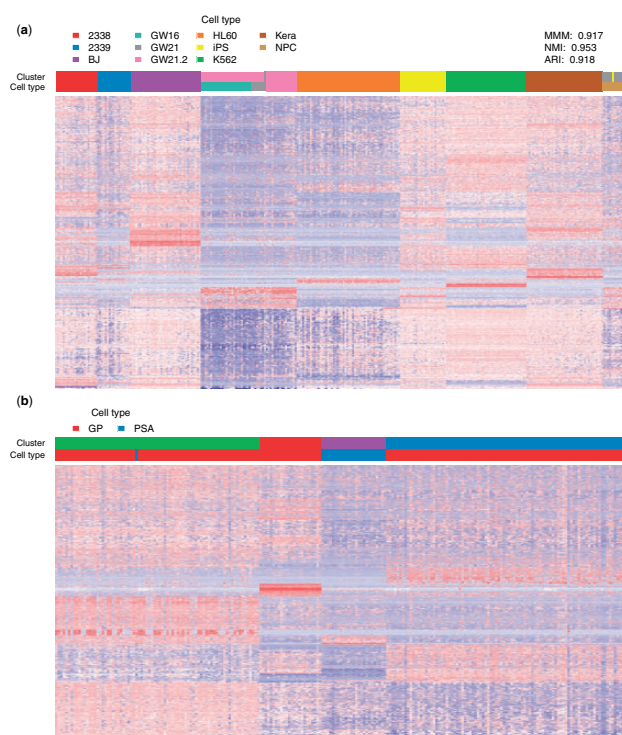 (a)
Cell type
2338 GW16 HL60 Kera MMM: 0.917
2339 GW21 iPS NPC NMI: 0.953
BJ GW21.2 K562 ARI: 0.918
Cluster
Cell type
(b)
Cell type
GP PSA
Cluster
Cell type